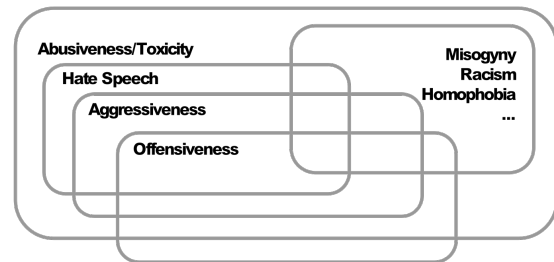 Abusiveness/Toxicity
Hate Speech
Aggressiveness
Offensiveness
Misogyny
Racism
Homophobia
...